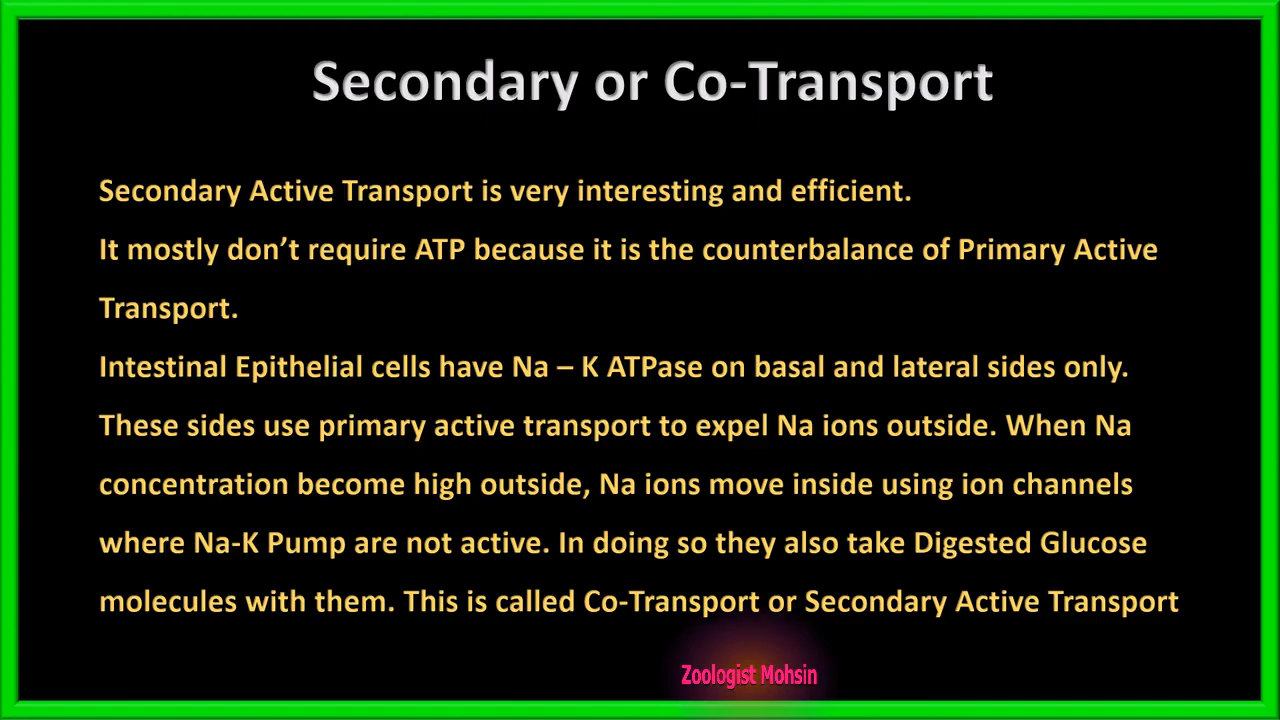 Secondary or Co-Transport
Secondary Active Transport is very interesting and efficient.
It mostly don’t require ATP because it is the counterbalance of Primary Active
Transport.
Intestinal Epithelial cells have Na – K ATPase on basal and lateral sides only.
These sides use primary active transport to expel Na ions outside. When Na
concentration become high outside, Na ions move inside using ion channels
where Na-K Pump are not active. In doing so they also take Digested Glucose
molecules with them. This is called Co-Transport or Secondary Active Transport
Zoologist Mohsin